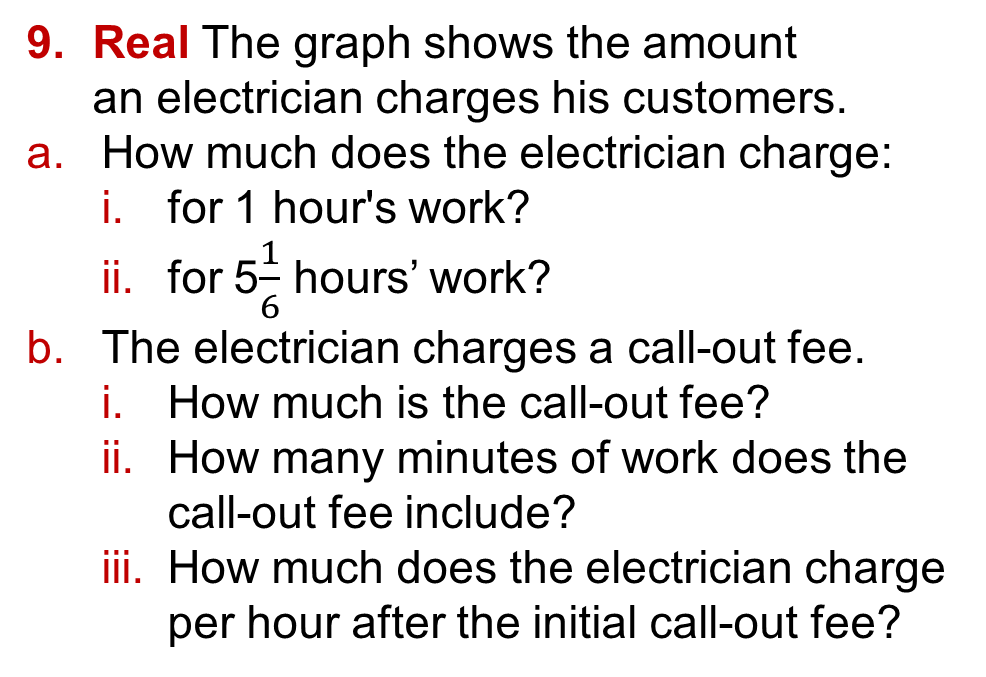 9. Real The graph shows the amount
an electrician charges his customers.
a. How much does the electrician charge:
i. for 1 hour's work?
ii. for 5 1/6 hours’ work?
b. The electrician charges a call-out fee.
i. How much is the call-out fee?
ii. How many minutes of work does the
call-out fee include?
iii. How much does the electrician charge
per hour after the initial call-out fee?